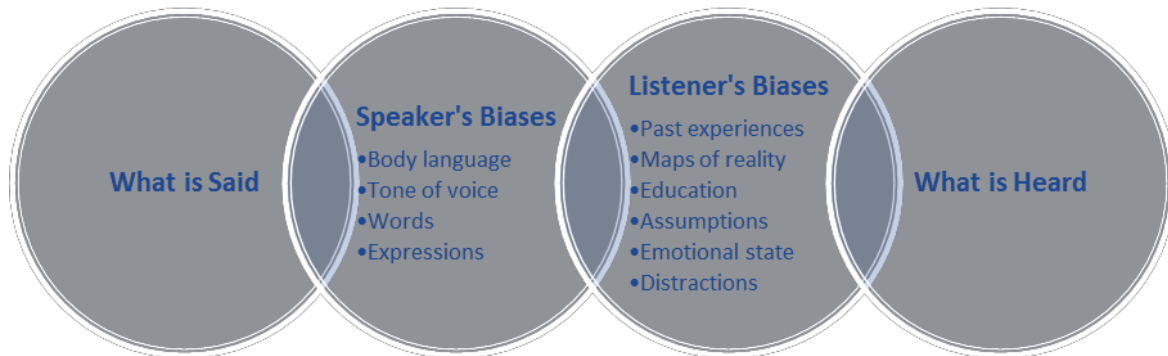 What is Said
Speaker's Biases
•Body language
•Tone of voice
•Words
•Expressions
Listener's Biases
•Past experiences
•Maps of reality
•Education
•Assumptions
•Emotional state
•Distractions
What is Heard